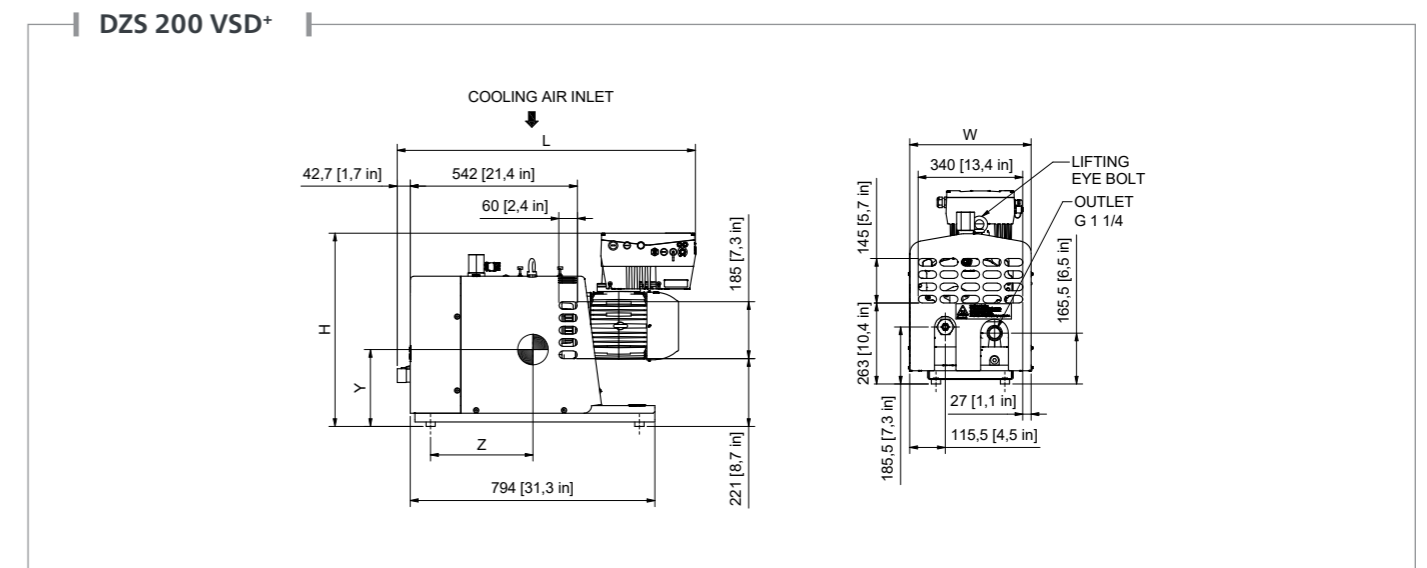 DZS 200 VSD+
COOLING AIR INLET
L
42,7 [1,7 in]
542 [21,4 in]
60 [2,4 in]
185 [7,3 in]
H
Y
Z
221 [8,7 in]
794 [31,3 in]
W
340 [13,4 in]
LIFTING
EYE BOLT
OUTLET
G 1 1/4
145 [5,7 in]
165,5 [6,5 in]
263 [10,4 in]
27 [1,1 in]
185,5 [7,3 in]
115,5 [4,5 in]